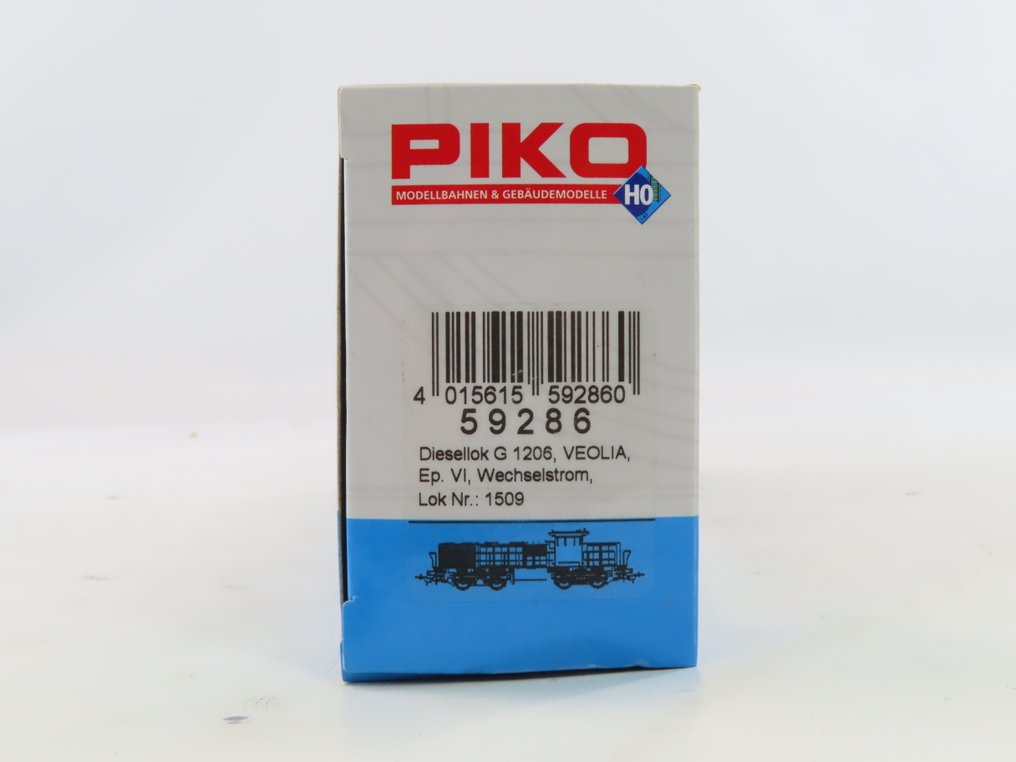 PIKO
MODELLBAHNEN & GEBÄUDEMODELLE
H0
4 015615 592860
59286
Diesellok G 1206, VEOLIA,
Ep. VI, Wechselstrom,
Lok Nr.: 1509